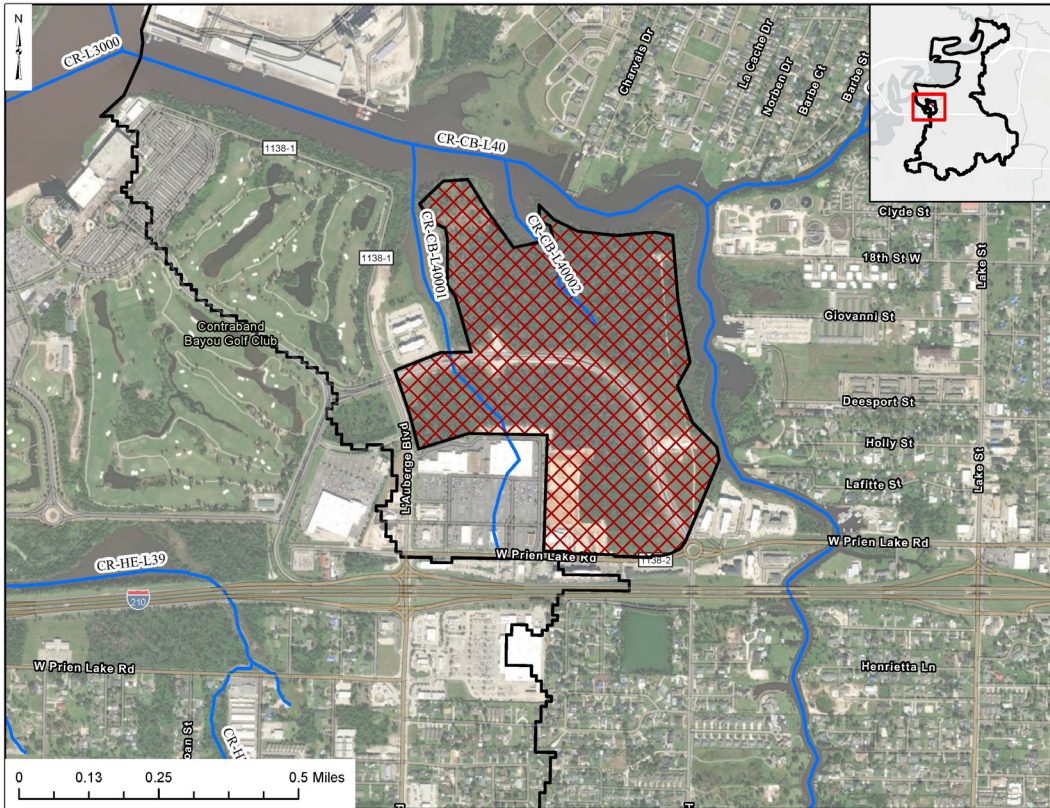 N
CR-L3000
CR-CB-L40
1138-1
1138-1
CR-CB-L40001
CR-CB-L40002
Charvais Dr
La Cache Dr
Norben Dr
Barbe Ct
Barbe St
Clyde St
18th St W
Lake St
Giovanni St
Contraband
Bayou Golf Club
Deesport St
Holly St
Lafitte St
Lake St
L'Auberge Blvd
W Prien Lake Rd
1138-2
W Prien Lake Rd
CR-HE-L39
210
W Prien Lake Rd
Henrietta Ln
0 0.13 0.25 0.5 Miles